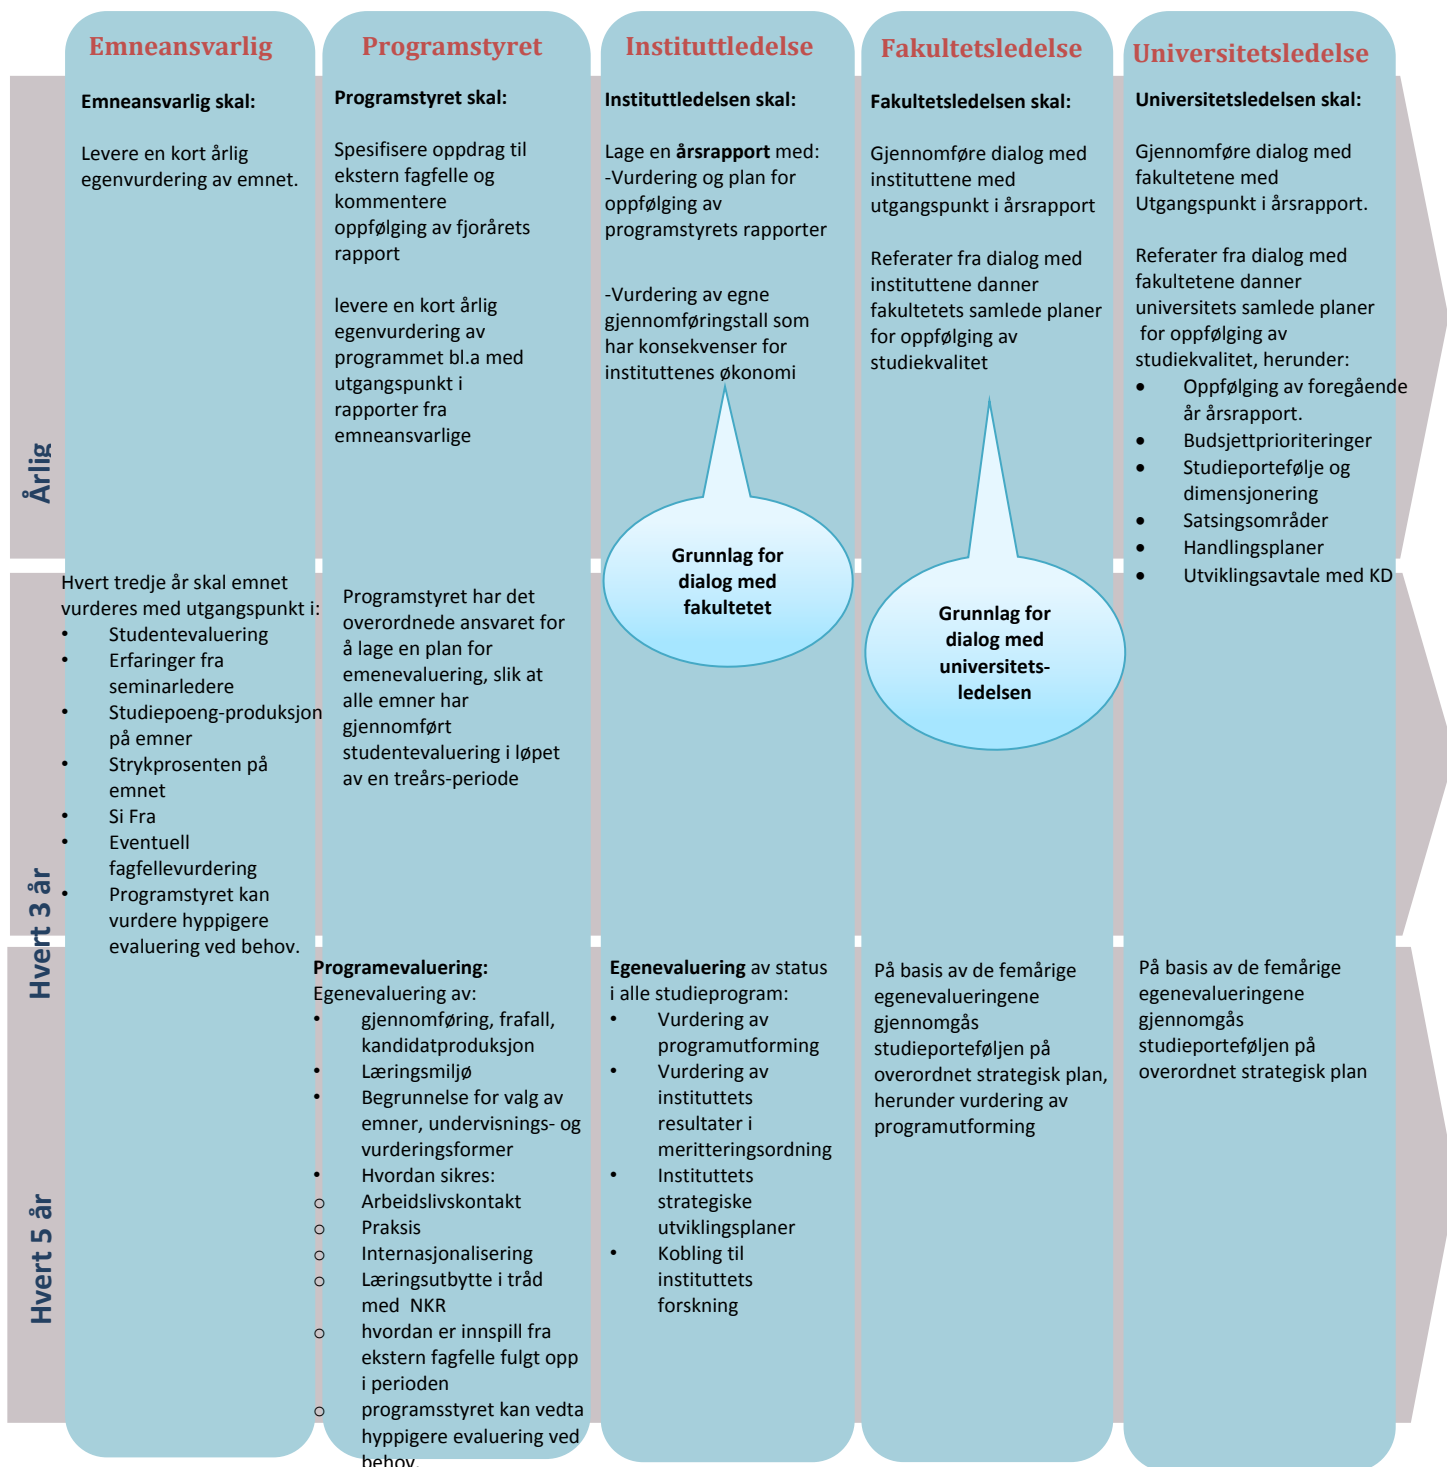 Emneansvarlig
Emneansvarlig skal:
Levere en kort årlig
egenvurdering av emnet.
Hvert tredje år skal emnet
vurderes med utgangspunkt i:
• Studentevaluering
• Erfaringer fra
seminarledere
• Studiepoeng-produksjon
på emner
• Strykprosenten på
emnet
• Si Fra
• Eventuell
fagfellevurdering
• Programstyret kan
vurdere hyppigere
evaluering ved behov.
Programstyret
Programstyret skal:
Spesifisere oppdrag til
ekstern fagfelle og
kommentere
oppfølging av fjorårets
rapport
levere en kort årlig
egenvurdering av
programmet bl.a med
utgangspunkt i
rapporter fra
emneansvarlige
Programstyret har det
overordnede ansvaret for
å lage en plan for
emenevaluering, slik at
alle emner har
gjennomført
studentevaluering i løpet
av en treårs-periode
Programevaluering:
Egenevaluering av:
• gjennomføring, frafall,
kandidatproduksjon
• Læringsmiljø
• Begrunnelse for valg av
emner, undervisnings- og
vurderingsformer
• Hvordan sikres:
o Arbeidslivskontakt
o Praksis
o Internasjonalisering
o Læringsutbytte i tråd
med NKR
o hvordan er innspill fra
ekstern fagfelle fulgt opp
i perioden
o programsstyret kan vedta
hyppigere evaluering ved
behov.
Instituttledelse
Instituttledelsen skal:
Lage en årsrapport med:
-Vurdering og plan for
oppfølging av
programstyrets rapporter
-Vurdering av egne
gjennomføringstall som
har konsekvenser for
instituttenes økonomi
Grunnlag for
dialog med
fakultetet
Egenevaluering av status
i alle studieprogram:
• Vurdering av
programutforming
• Vurdering av
instituttets
resultater i
meritteringsordning
• Instituttets
strategiske
utviklingsplaner
• Kobling til
instituttets
forskning
Fakultetsledelse
Fakultetsledelsen skal:
Gjennomføre dialog med
instituttene med
utgangspunkt i årsrapport
Referater fra dialog med
instituttene danner
fakultetets samlede planer
for oppfølging av
studiekvalitet
Grunnlag for
dialog med
universitets-
ledelsen
På basis av de femårige
egenevalueringene
gjennomgås
studieporteføljen på
overordnet strategisk plan,
herunder vurdering av
programutforming
Universitetsledelse
Universitetsledelsen skal:
Gjennomføre dialog med
fakultetene med
Utgangspunkt i årsrapport.
Referater fra dialog med
fakultetene danner
universitets samlede planer
for oppfølging av
studiekvalitet, herunder:
• Oppfølging av foregående
år årsrapport.
• Budsjettprioriteringer
• Studieportefølje og
dimensjonering
• Satsingsområder
• Handlingsplaner
• Utviklingsavtale med KD
På basis av de femårige
egenevalueringene
gjennomgås
studieporteføljen på
overordnet strategisk plan
Årlig
Hvert 3 år
Hvert 5 år